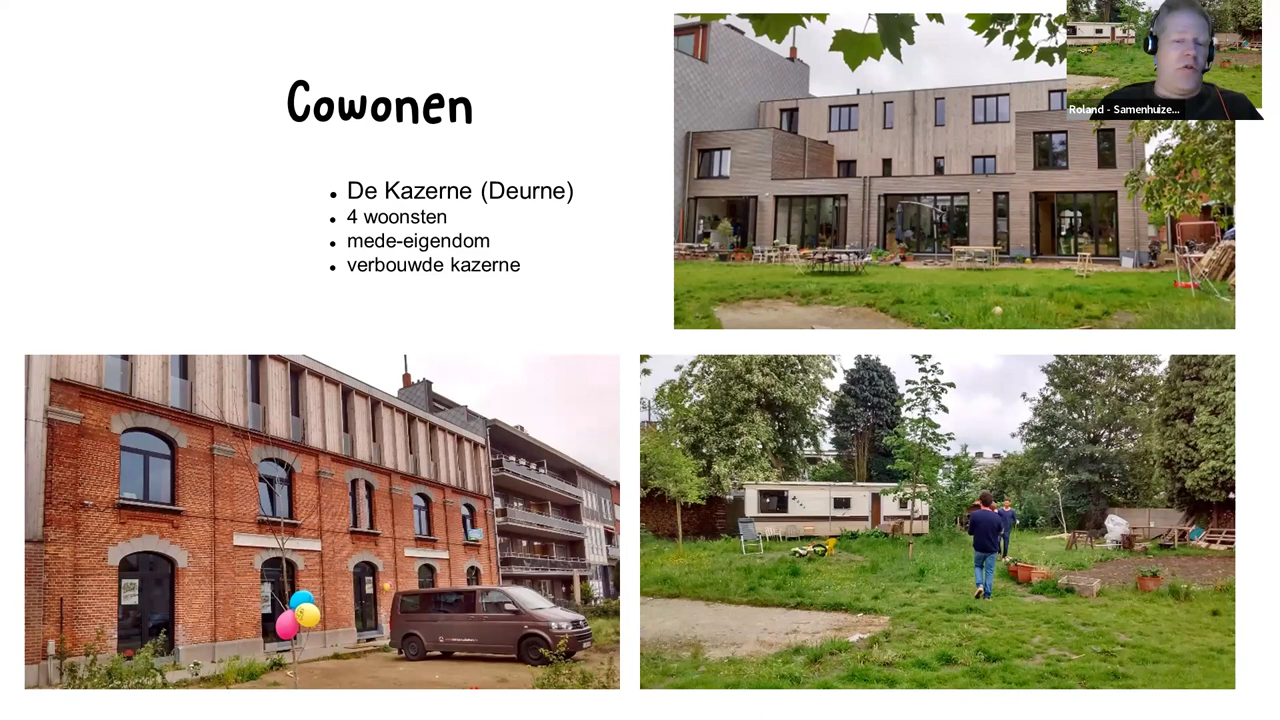 Cowonen
De Kazerne (Deurne)
4 woonsten
mede-eigendom
verbouwde kazerne
Roland - Samenhuize...